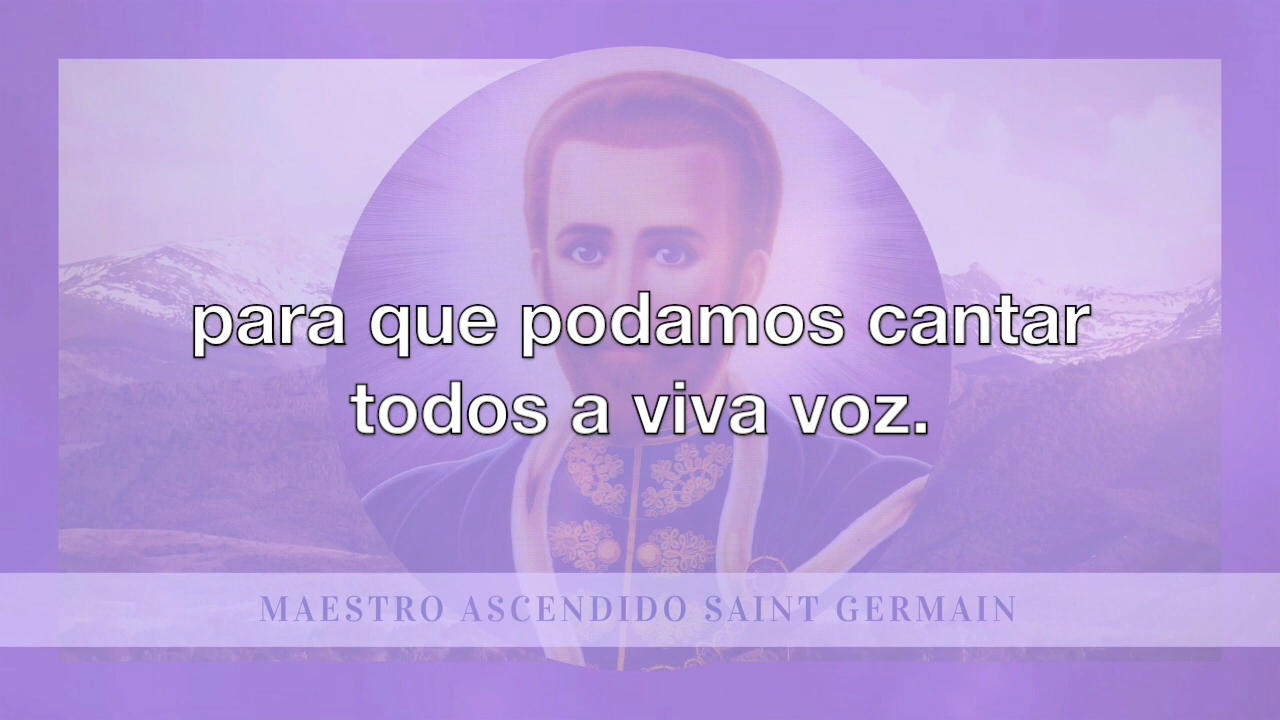 para que podamos cantar
todos a viva voz.
MAESTRO ASCENDIDO SAINT GERMAIN